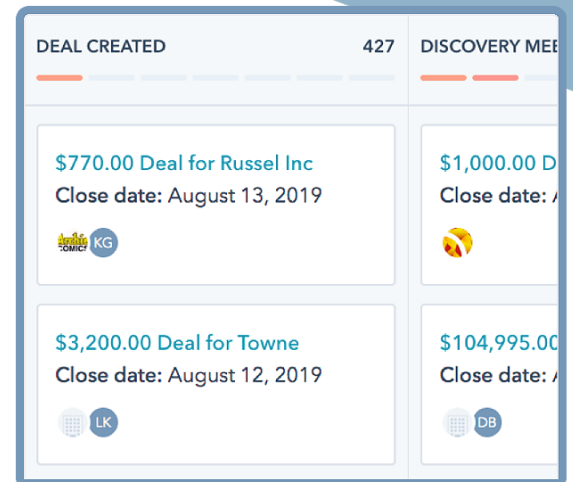 DEAL CREATED 427
$770.00 Deal for Russel Inc
Close date: August 13, 2019
Archie
COMICS
KG
$3,200.00 Deal for Towne
Close date: August 12, 2019
LK
DISCOVERY
$1,000.00
Close date:
$104,995.00
Close date:
DB